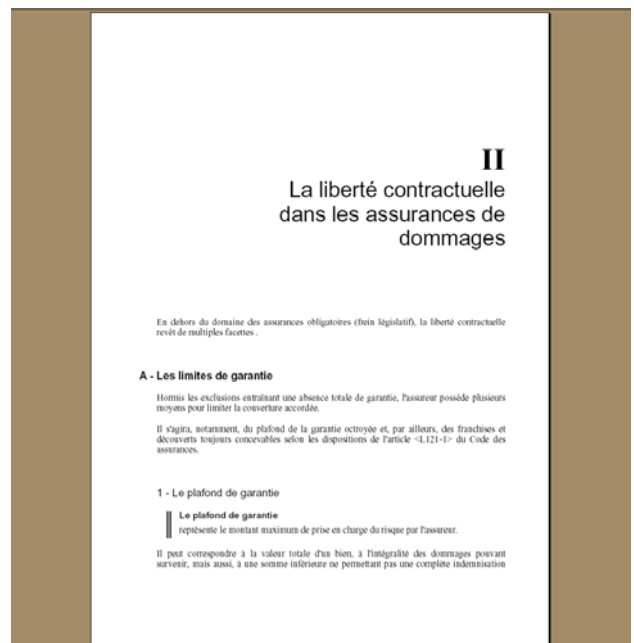 II
La liberté contractuelle
dans les assurances de
dommages
En dehors du domaine des assurances obligatoires (frein législatif), la liberté contractuelle
revêt de multiples facettes .
A - Les limites de garantie
Hormis les exclusions entraînant une absence totale de garantie, l'assureur possède plusieurs
moyens pour limiter la couverture accordée.
Il s'agira, notamment, du plafond de la garantie octroyée et, par ailleurs, des franchises et
découverts toujours concevables selon les dispositions de l'article <L121-1> du Code des
assurances.
1 - Le plafond de garantie
Le plafond de garantie
représente le montant maximum de prise en charge du risque par l'assureur.
Il peut correspondre à la valeur totale d'un bien, à l'intégralité des dommages pouvant
survenir, mais aussi, à une somme inférieure ne permettant pas une complète indemnisation